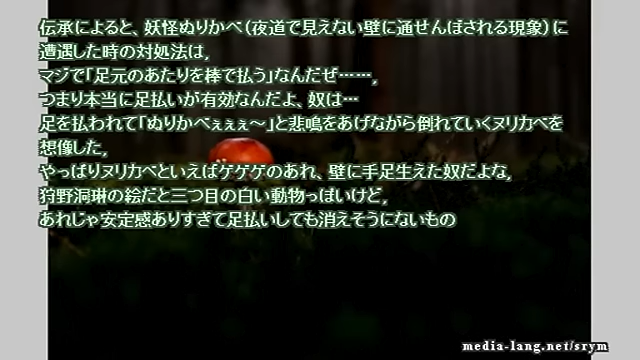 伝承によると、妖怪ぬりかべ（夜道で見えない壁に通せんぼされる現象）に
遭遇した時の対処法は,
マジで「足元のあたりを棒で払う」なんだぜ……,
つまり本当に足払いが有効なんだよ、奴は…
足を払われて「ぬりかべぇぇぇ～」と悲鳴をあげながら倒れていくヌリカベを
想像した,
やっぱりヌリカベといえばゲゲゲのあれ、壁に手足生えた奴だよな,
狩野洞琳の絵だと三つ目の白い動物っぽいけど,
あれじゃ安定感ありすぎて足払いしても消えそうにないもの
media-lang.net/srym